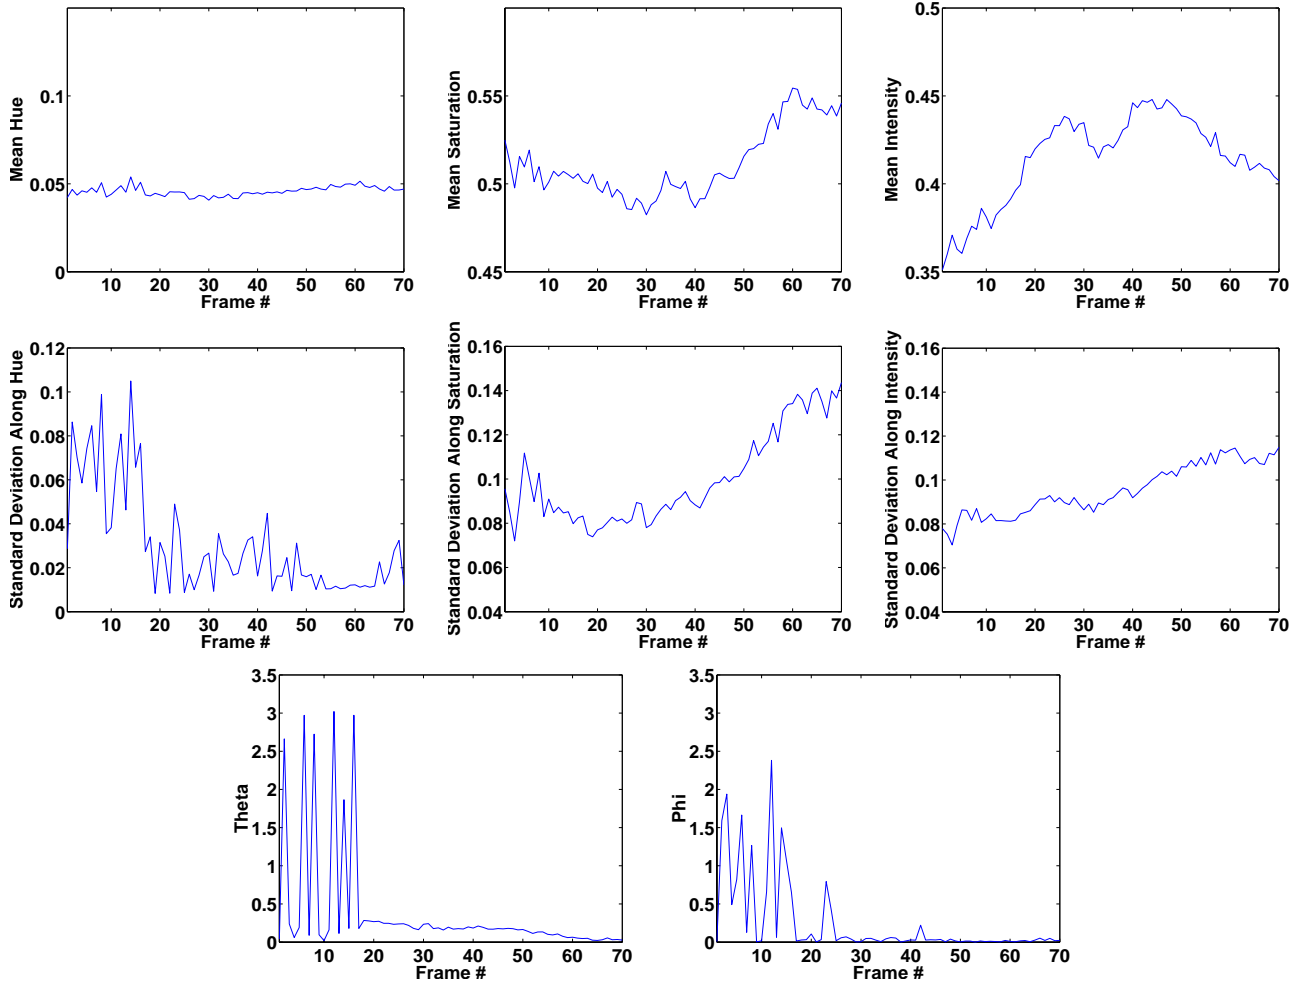 Mean Hue
0.1
0.05
0
10 20 30 40 50 60 70
Frame #
Mean Saturation
0.55
0.5
0.45
10 20 30 40 50 60 70
Frame #
Mean Intensity
0.5
0.45
0.4
0.35
10 20 30 40 50 60 70
Frame #
Standard Deviation Along Hue
0.12
0.1
0.08
0.06
0.04
0.02
0
10 20 30 40 50 60 70
Frame #
Standard Deviation Along Saturation
0.16
0.14
0.12
0.1
0.08
0.06
0.04
10 20 30 40 50 60 70
Frame #
Standard Deviation Along Intensity
0.16
0.14
0.12
0.1
0.08
0.06
0.04
10 20 30 40 50 60 70
Frame #
Theta
3.5
3
2.5
2
1.5
1
0.5
0
10 20 30 40 50 60 70
Frame #
Phi
3.5
3
2.5
2
1.5
1
0.5
0
10 20 30 40 50 60 70
Frame #